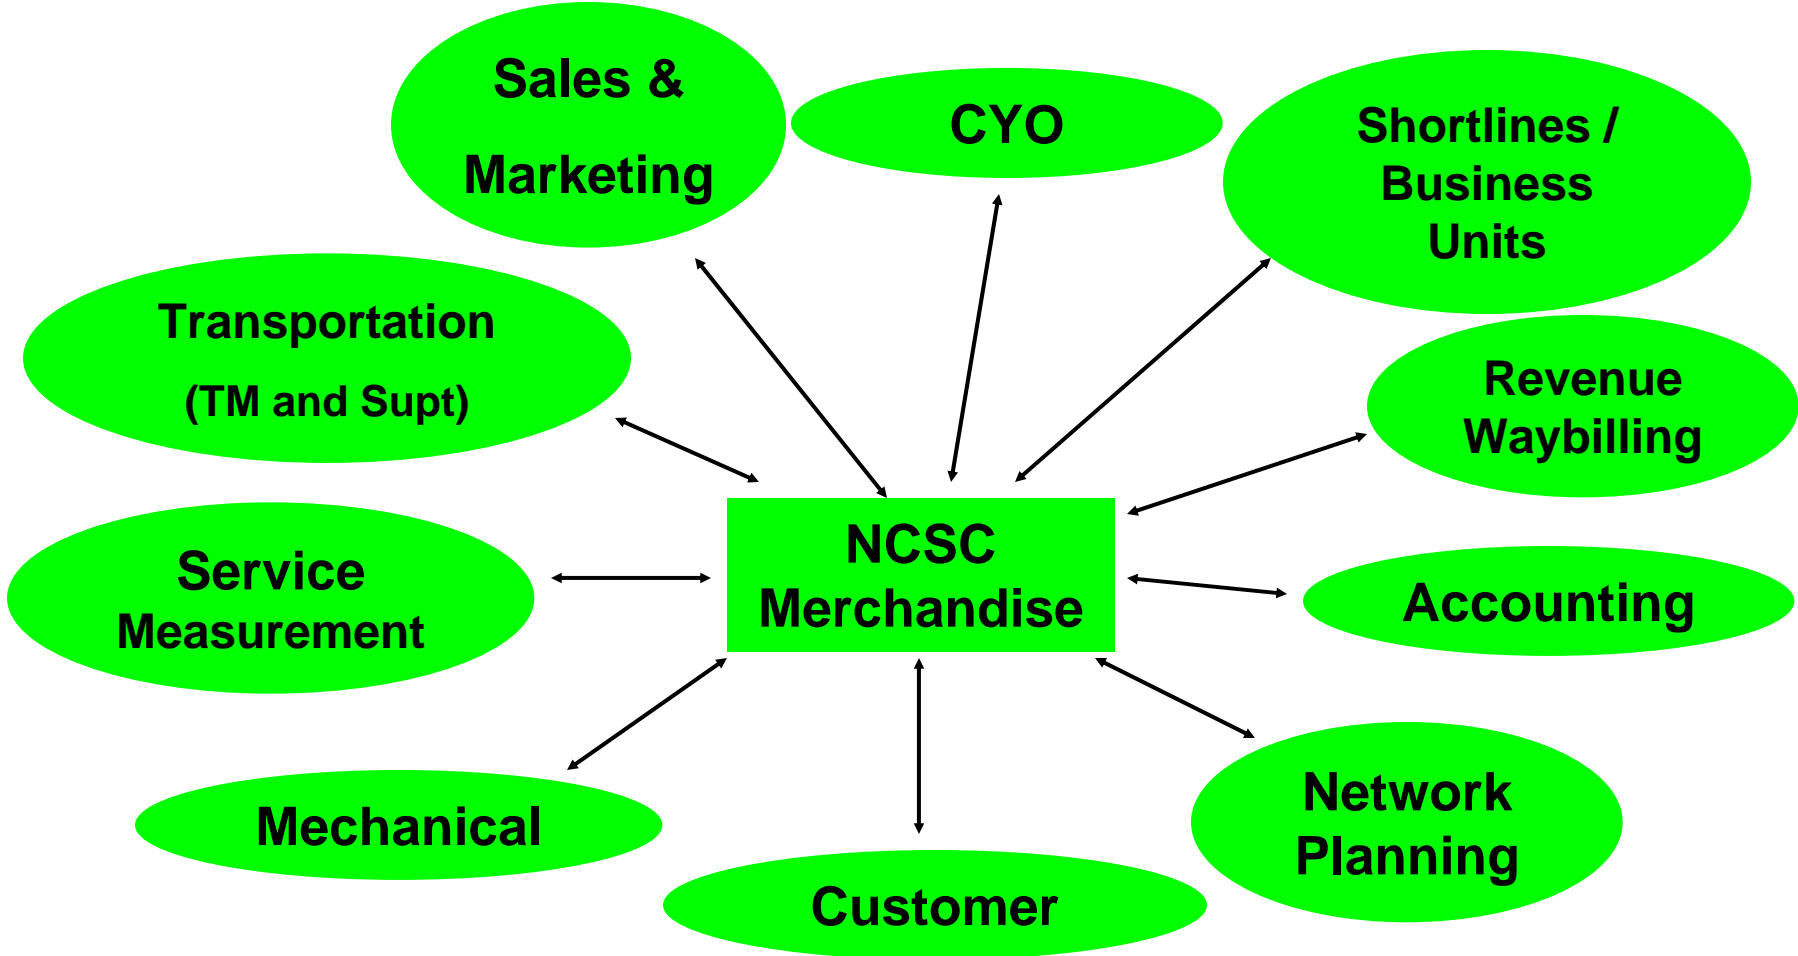 Sales &
Marketing
CYO
Shortlines /
Business
Units
Transportation
(TM and Supt)
Revenue
Waybilling
NCSC
Merchandise
Service
Measurement
Accounting
Mechanical
Network
Planning
Customer